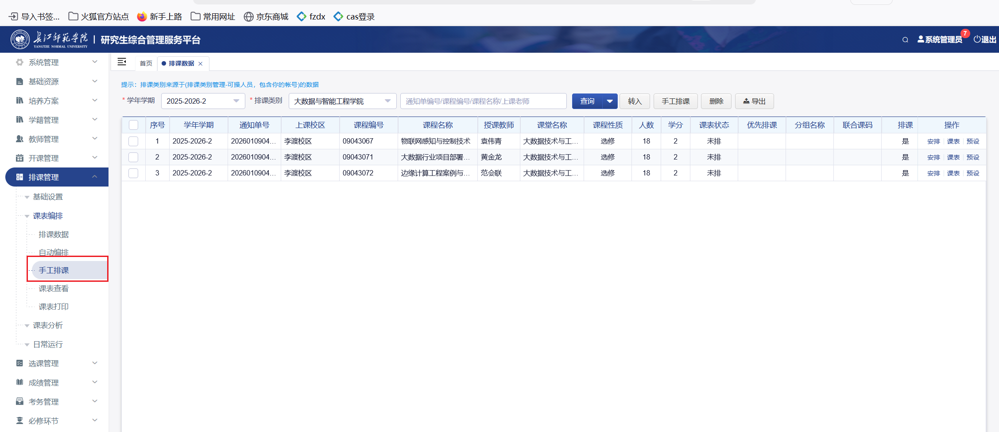 导入书签... 火狐官方站点 新手上路 常用网址 京东商城 fzdx cas登录
长江师范学院
YANGTZE NORMAL UNIVERSITY
研究生综合管理服务平台
系统管理员 7 退出
系统管理
基础资源
培养方案
学籍管理
教师管理
开课管理
排课管理
基础设置
课表编排
排课数据
自动编排
手工排课
课表查看
课表打印
课表分析
日常运行
选课管理
成绩管理
考务管理
必修环节
首页 排课数据
提示：排课类别来源于(排课类别管理-可操人员，包含你的帐号)的数据
* 学年学期 2025-2026-2 * 排课类别 大数据与智能工程学院 通知单编号/课程编号/课程名称/上课老师 查询 转入 手工排课 删除 导出
序号 学年学期 通知单号 上课校区 课程编号 课程名称 授课教师 课堂名称 课程性质 人数 学分 课表状态 优先排课 分组名称 联合课码 排课 操作
1 2025-2026-2 2026010904... 李渡校区 09043067 物联网感知与控制技术 袁伟青 大数据技术与工... 选修 18 2 未排 是 安排 课表 预设
2 2025-2026-2 2026010904... 李渡校区 09043071 大数据行业项目部署... 黄金龙 大数据技术与工... 选修 18 2 未排 是 安排 课表 预设
3 2025-2026-2 2026010904... 李渡校区 09043072 边缘计算工程案例与... 范会联 大数据技术与工... 选修 18 2 未排 是 安排 课表 预设